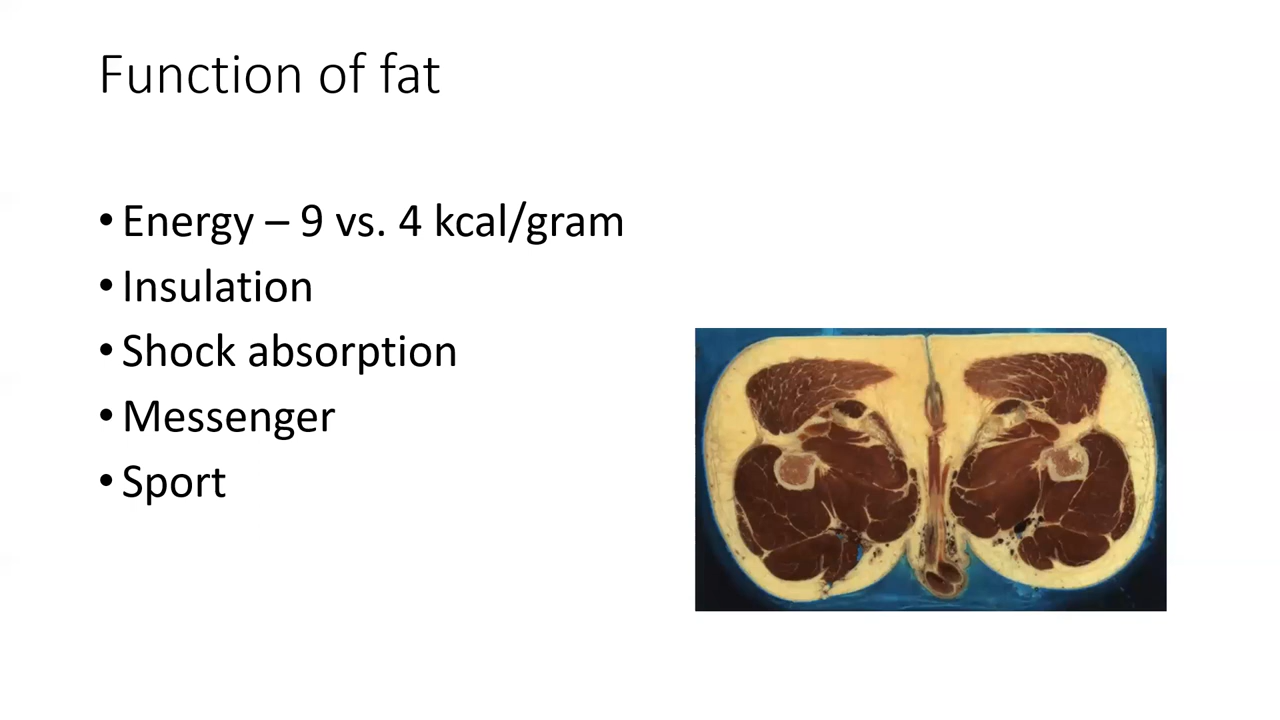 Function of fat
• Energy – 9 vs. 4 kcal/gram
• Insulation
• Shock absorption
• Messenger
• Sport